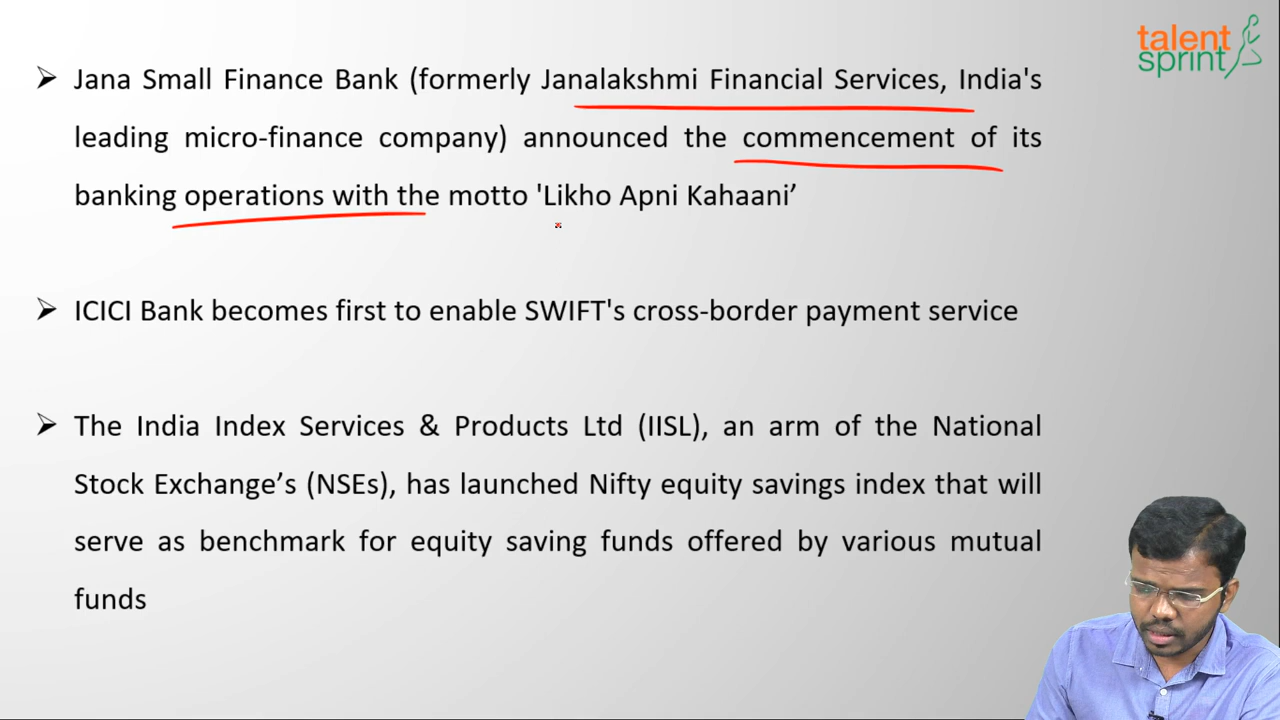 talent
sprint
➢ Jana Small Finance Bank (formerly Janalakshmi Financial Services, India's
leading micro-finance company) announced the commencement of its
banking operations with the motto 'Likho Apni Kahaani’
➢ ICICI Bank becomes first to enable SWIFT's cross-border payment service
➢ The India Index Services & Products Ltd (IISL), an arm of the National
Stock Exchange’s (NSEs), has launched Nifty equity savings index that will
serve as benchmark for equity saving funds offered by various mutual
funds